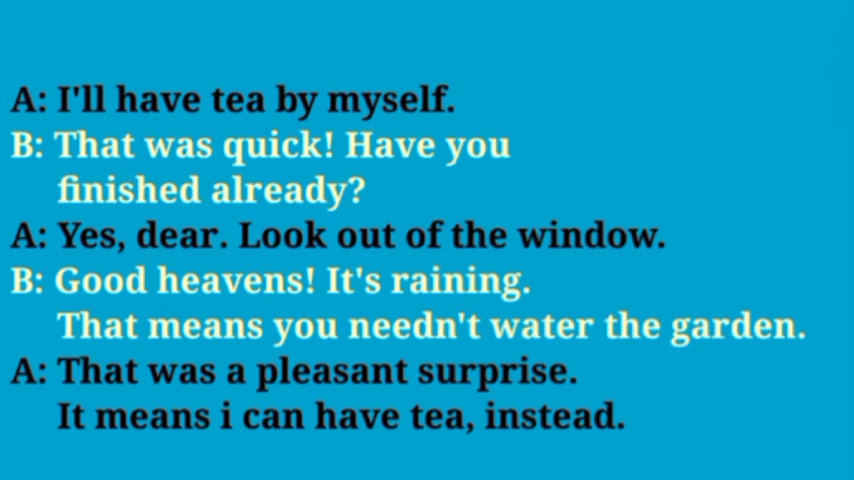 A: I'll have tea by myself.
B: That was quick! Have you
finished already?
A: Yes, dear. Look out of the window.
B: Good heavens! It's raining.
That means you needn't water the garden.
A: That was a pleasant surprise.
It means i can have tea, instead.